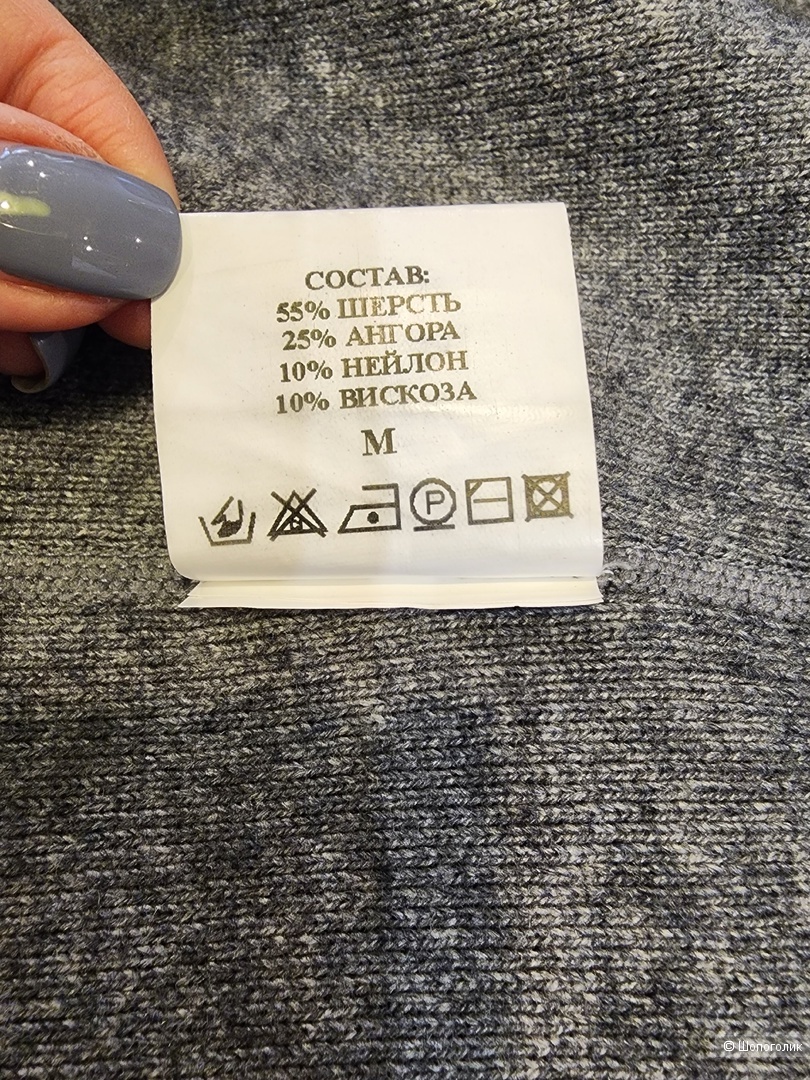 СОСТАВ:
55% ШЕРСТЬ
25% АНГОРА
10% НЕЙЛОН
10% ВИСКОЗА
М
P
© Шопоголик